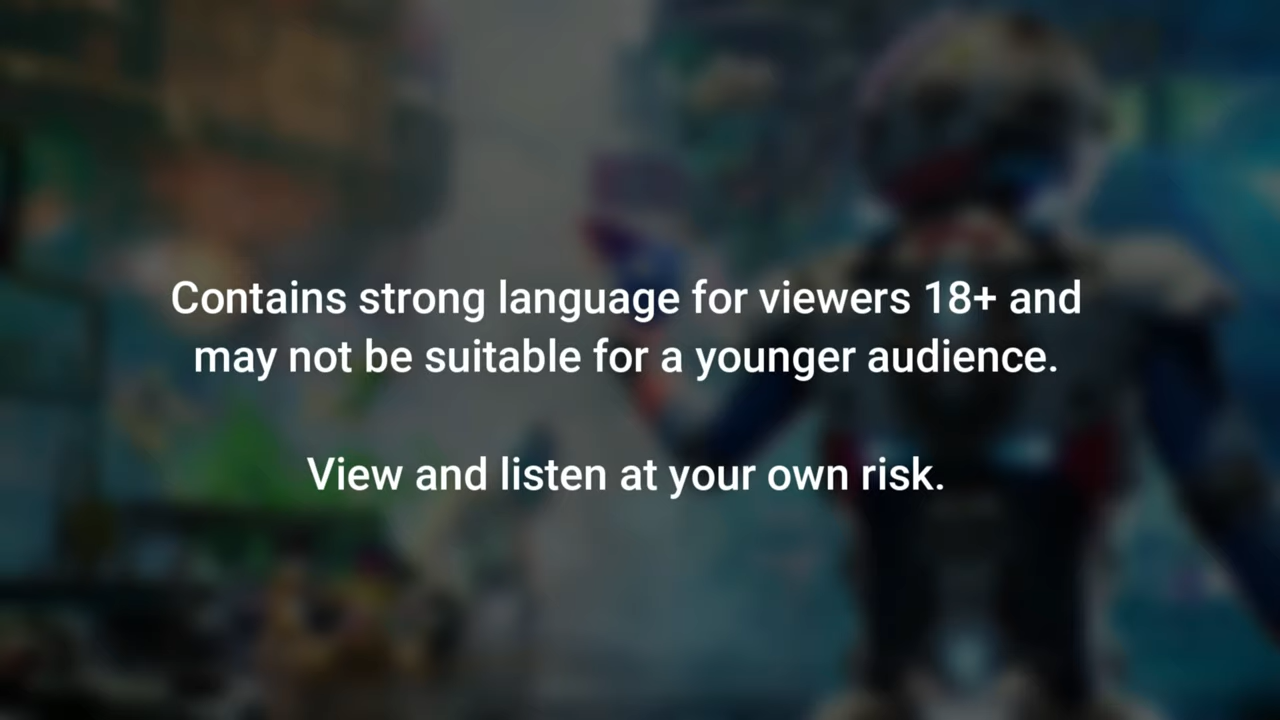 Contains strong language for viewers 18+ and
may not be suitable for a younger audience.
View and listen at your own risk.